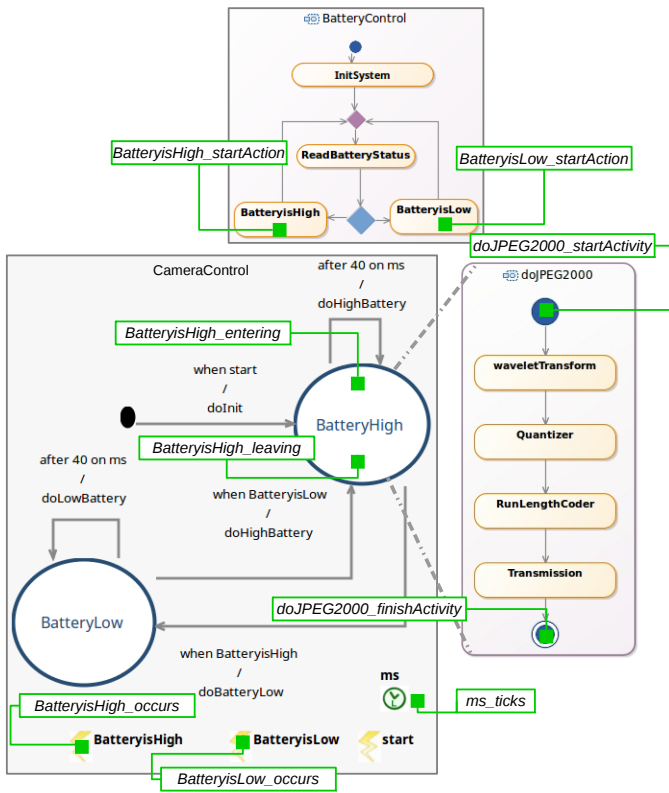 BatteryControl
InitSystem
BatteryisHigh_startAction
ReadBatteryStatus
BatteryisLow_startAction
BatteryisHigh
BatteryisLow
doJPEG2000_startActivity
CameraControl
after 40 on ms
/
doHighBattery
doJPEG2000
BatteryisHigh_entering
waveletTransform
when start
/
doInit
BatteryHigh
Quantizer
BatteryisHigh_leaving
after 40 on ms
/
doLowBattery
when BatteryisLow
/
doHighBattery
RunLengthCoder
Transmission
doJPEG2000_finishActivity
BatteryLow
when BatteryisHigh
/
doBatteryLow
ms
BatteryisHigh_occurs
ms_ticks
BatteryisHigh
BatteryisLow
start
BatteryisLow_occurs